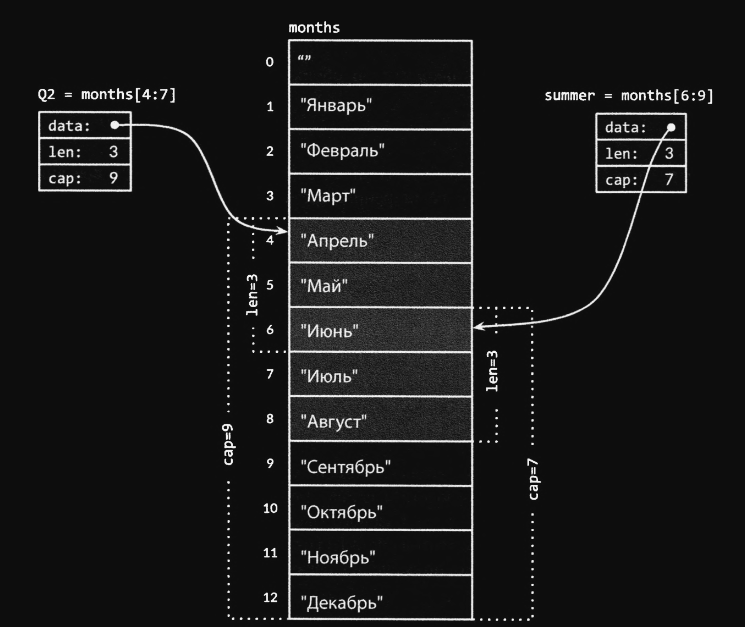 months
Q2 = months[4:7]
data:
len: 3
cap: 9
summer = months[6:9]
data:
len: 3
cap: 7
0 “”
1 "Январь"
2 "Февраль"
3 "Март"
4 "Апрель"
5 "Май"
6 "Июнь"
7 "Июль"
8 "Август"
9 "Сентябрь"
10 "Октябрь"
11 "Ноябрь"
12 "Декабрь"
len=3
cap=9
len=3
cap=7